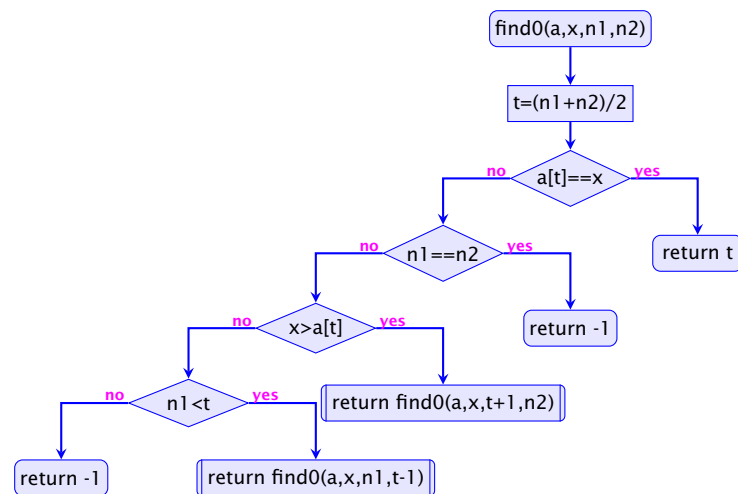 find0(a,x,n1,n2)
t=(n1+n2)/2
a[t]==x
no
yes
n1==n2
no
yes
return t
x>a[t]
no
yes
return -1
n1<t
no
yes
return find0(a,x,t+1,n2)
return -1
return find0(a,x,n1,t-1)